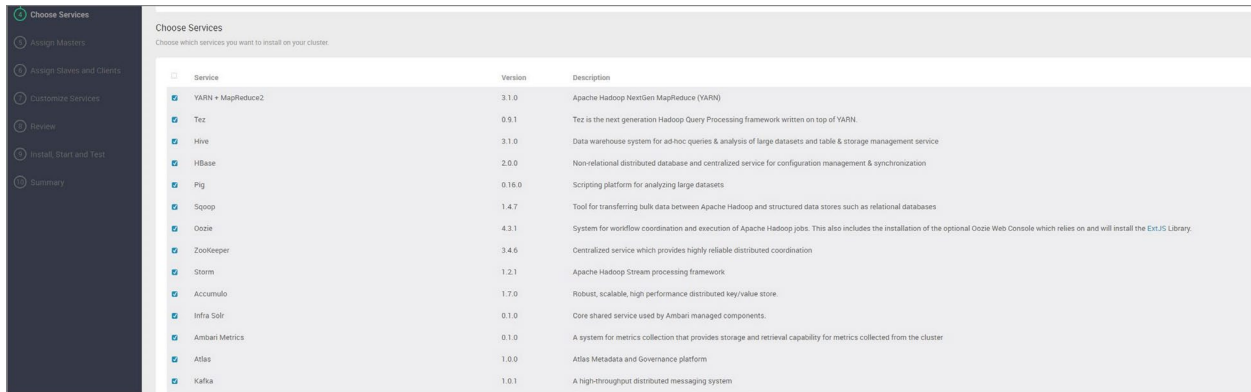 4 Choose Services
5 Assign Masters
6 Assign Slaves and Clients
7 Customize Services
8 Review
9 Install, Start and Test
10 Summary
Choose Services
Choose which services you want to install on your cluster.
Service Version Description
YARN + MapReduce2 3.1.0 Apache Hadoop NextGen MapReduce (YARN)
Tez 0.9.1 Tez is the next generation Hadoop Query Processing framework written on top of YARN.
Hive 3.1.0 Data warehouse system for ad-hoc queries & analysis of large datasets and table & storage management service
HBase 2.0.0 Non-relational distributed database and centralized service for configuration management & synchronization
Pig 0.16.0 Scripting platform for analyzing large datasets
Sqoop 1.4.7 Tool for transferring bulk data between Apache Hadoop and structured data stores such as relational databases
Oozie 4.3.1 System for workflow coordination and execution of Apache Hadoop jobs. This also includes the installation of the optional Oozie Web Console which relies on and will install the ExtJS Library.
ZooKeeper 3.4.6 Centralized service which provides highly reliable distributed coordination
Storm 1.2.1 Apache Hadoop Stream processing framework
Accumulo 1.7.0 Robust, scalable, high performance distributed key/value store.
Infra Solr 0.1.0 Core shared service used by Ambari managed components.
Ambari Metrics 0.1.0 A system for metrics collection that provides storage and retrieval capability for metrics collected from the cluster
Atlas 1.0.0 Atlas Metadata and Governance platform
Kafka 1.0.1 A high-throughput distributed messaging system